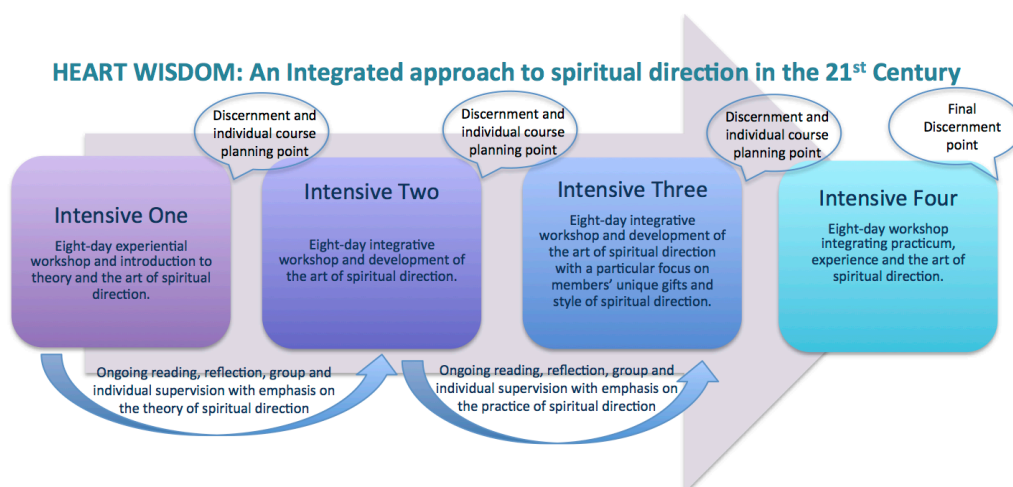 HEART WISDOM: An Integrated approach to spiritual direction in the 21st Century
Discernment and
individual course
planning point
Discernment and
individual course
planning point
Discernment and
individual course
planning point
Final
Discernment
point
Intensive One
Eight-day experiential
workshop and introduction to
theory and the art of spiritual
direction.
Intensive Two
Eight-day integrative
workshop and development of
the art of spiritual direction.
Intensive Three
Eight-day integrative
workshop and development of
the art of spiritual direction
with a particular focus on
members’ unique gifts and
style of spiritual direction.
Intensive Four
Eight-day workshop
integrating practicum,
experience and the art of
spiritual direction.
Ongoing reading, reflection, group and
individual supervision with emphasis on
the theory of spiritual direction
Ongoing reading, reflection, group and
individual supervision with emphasis on
the practice of spiritual direction